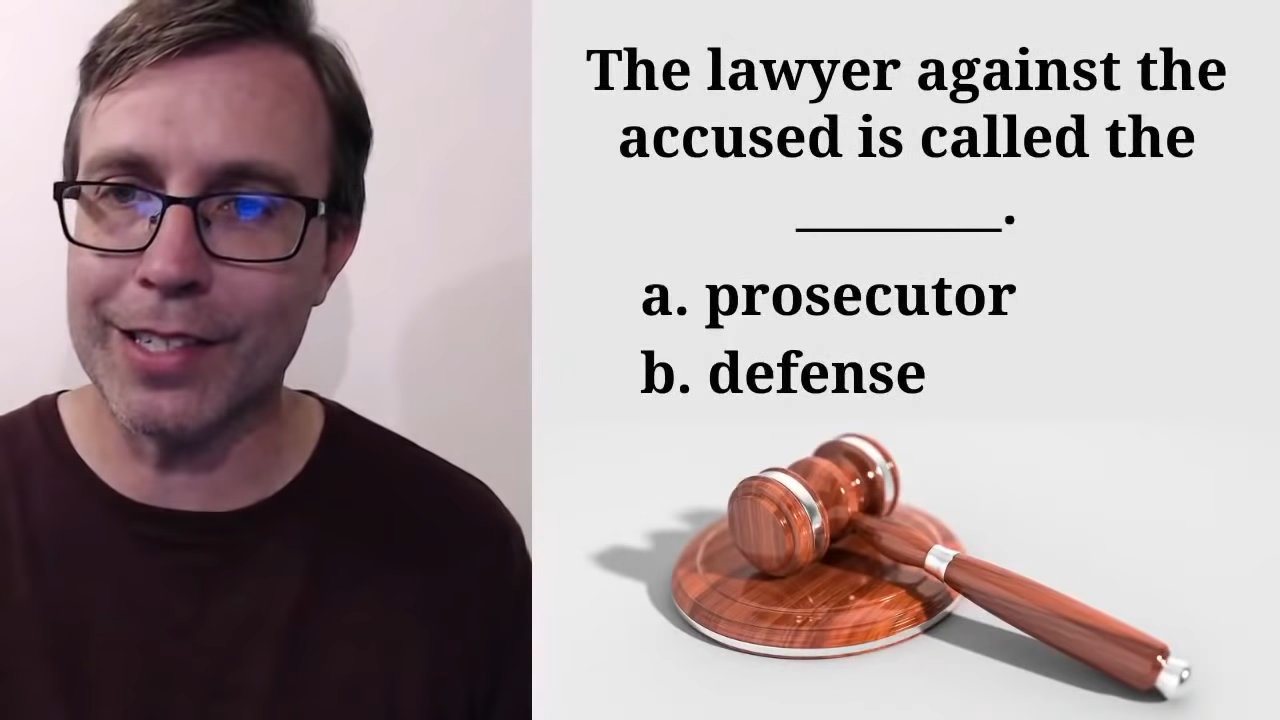 The lawyer against the
accused is called the
________.
a. prosecutor
b. defense